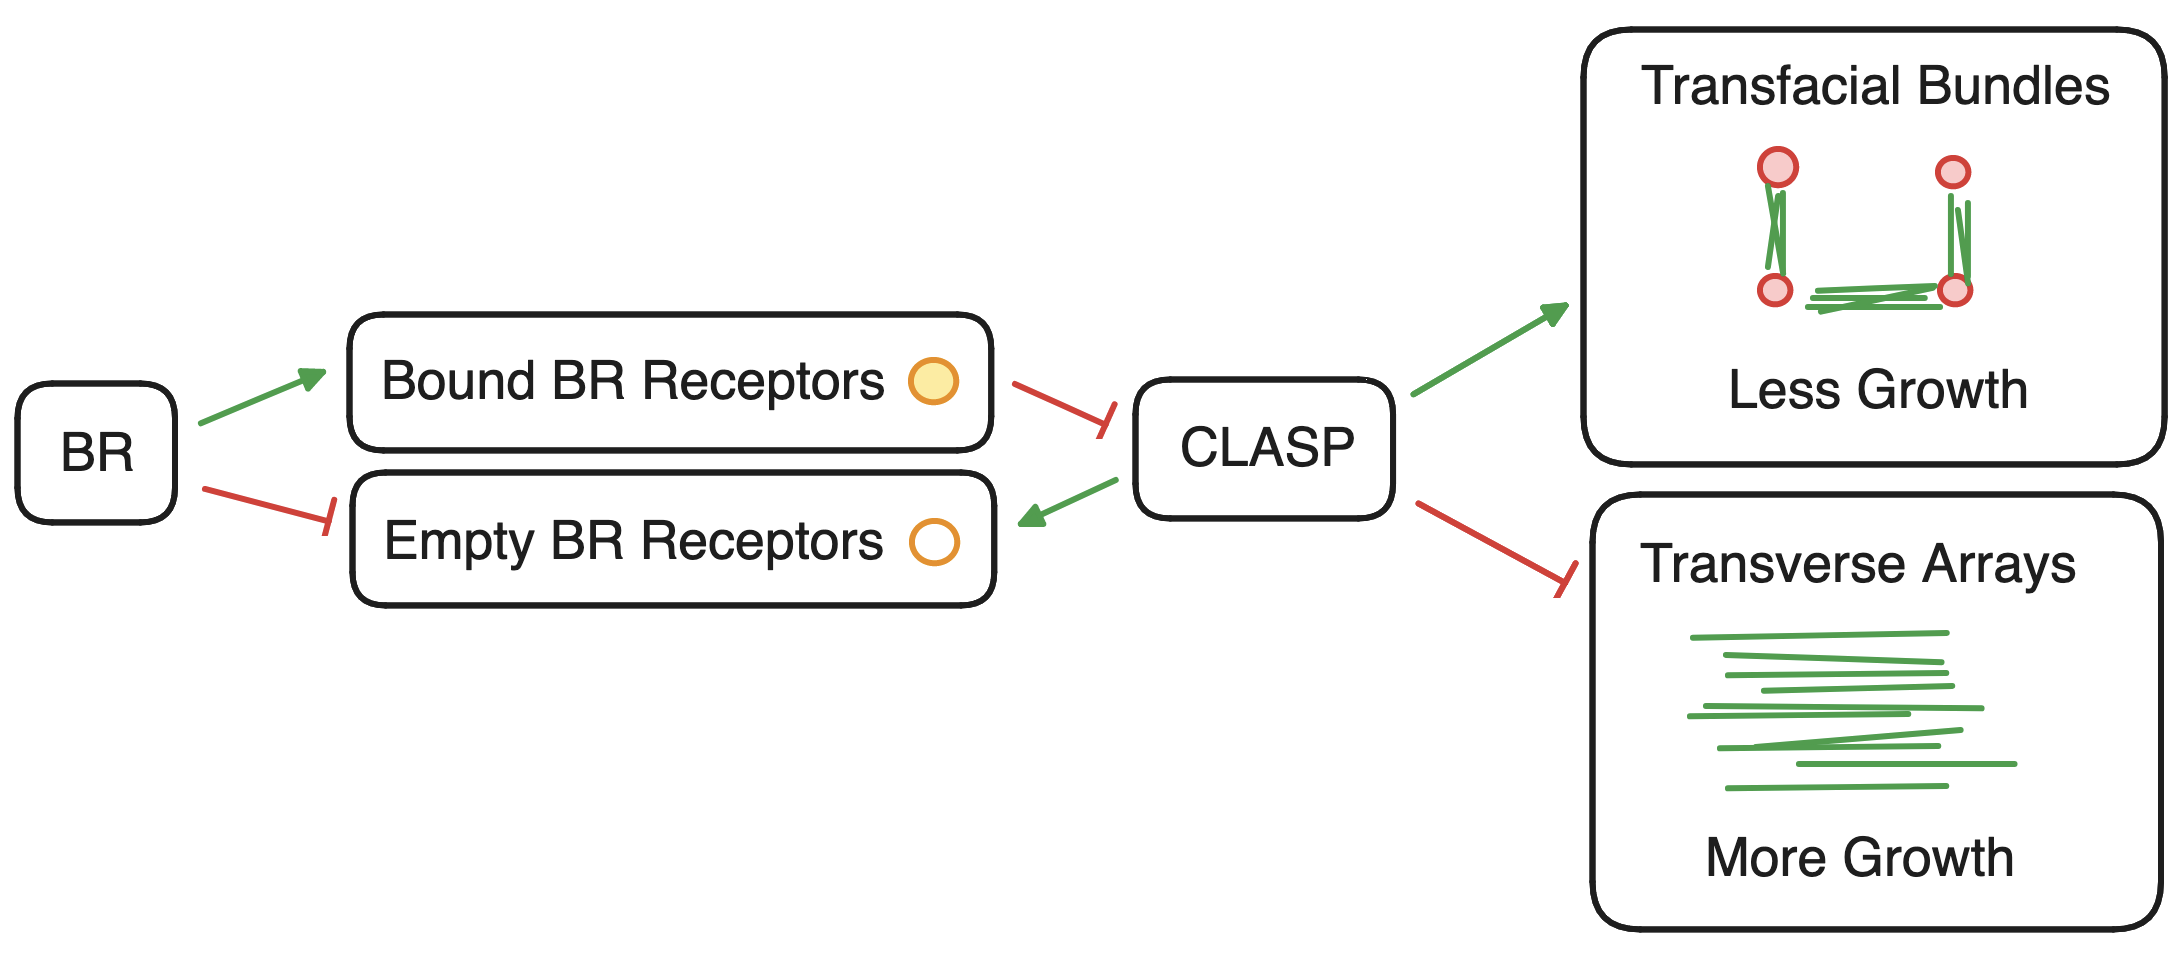 BR
Bound BR Receptors
Empty BR Receptors
CLASP
Transfacial Bundles
Less Growth
Transverse Arrays
More Growth